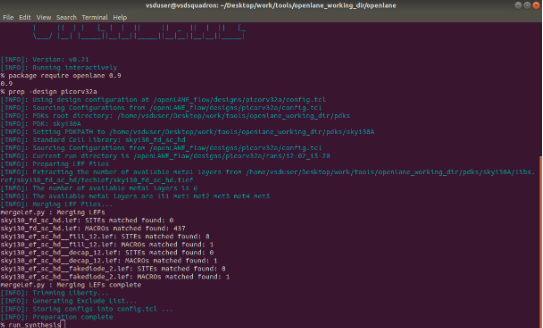 vsduser@vsdsquadron: ~/Desktop/work/tools/openlane_working_dir/openlane
File Edit View Search Terminal Help
[INFO]: Version: v0.21
[INFO]: Running interactively
% package require openlane 0.9
0.9
% prep -design picorv32a
[INFO]: Using design configuration at /openLANE_flow/designs/picorv32a/config.tcl
[INFO]: Sourcing Configurations from /openLANE_flow/designs/picorv32a/config.tcl
[INFO]: PDKs root directory: /home/vsduser/Desktop/work/tools/openlane_working_dir/pdks
[INFO]: PDK: sky130A
[INFO]: Setting PDKPATH to /home/vsduser/Desktop/work/tools/openlane_working_dir/pdks/sky130A
[INFO]: Standard Cell Library: sky130_fd_sc_hd
[INFO]: Sourcing Configurations from /openLANE_flow/designs/picorv32a/config.tcl
[INFO]: Current run directory is /openLANE_flow/designs/picorv32a/runs/
[INFO]: Preparing LEF Files
[INFO]: Extracting the number of available metal layers from /home/vsduser/Desktop/work/tools/openlane_working_dir/pdks/sky130A/libs.
ref/sky130_fd_sc_hd/techlef/sky130_fd_sc_hd.tlef
[INFO]: The number of available metal layers is 6
[INFO]: The available metal layers are li1 met1 met2 met3 met4 met5
[INFO]: Merging LEF Files...
mergeLef.py : Merging LEFs
sky130_fd_sc_hd.lef: SITEs matched found: 0
sky130_fd_sc_hd.lef: MACROs matched found: 437
sky130_ef_sc_hd__fill_12.lef: SITEs matched found: 0
sky130_ef_sc_hd__fill_12.lef: MACROs matched found: 1
sky130_ef_sc_hd__decap_12.lef: SITEs matched found: 0
sky130_ef_sc_hd__decap_12.lef: MACROs matched found: 1
sky130_ef_sc_hd__fakediode_2.lef: SITEs matched found: 0
sky130_ef_sc_hd__fakediode_2.lef: MACROs matched found: 1
mergeLef.py : Merging LEFs complete
[INFO]: Trimming Liberty...
[INFO]: Generating Exclude List...
[INFO]: Storing configs into config.tcl ...
[INFO]: Preparation complete
% run_synthesis